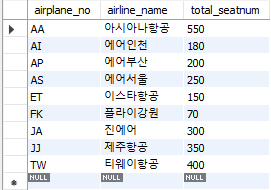 airplane_no airline_name total_seatnum
AA 아시아나항공 550
AI 에어인천 180
AP 에어부산 200
AS 에어서울 250
ET 이스타항공 150
FK 플라이강원 70
JA 진에어 300
JJ 제주항공 350
TW 티웨이항공 400
NULL NULL NULL